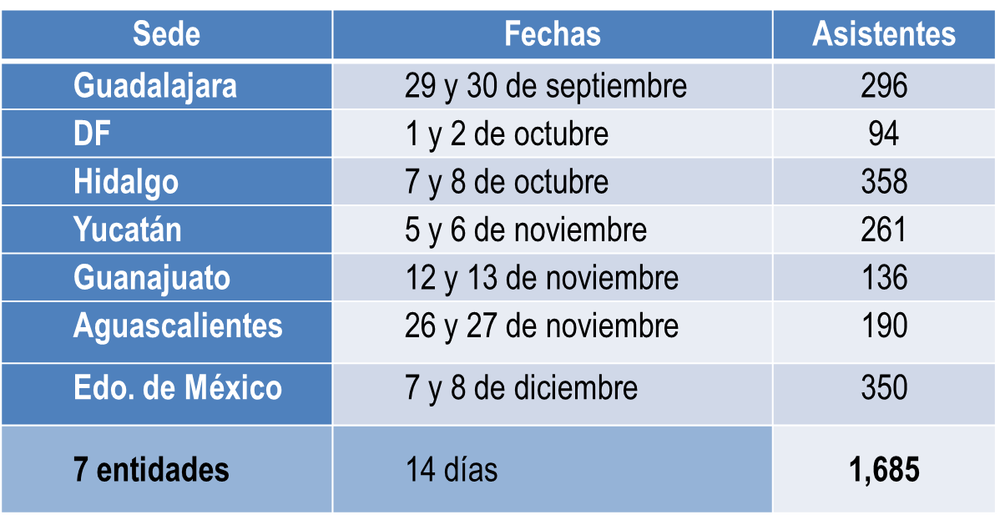 Sede Fechas Asistentes
Guadalajara 29 y 30 de septiembre 296
DF 1 y 2 de octubre 94
Hidalgo 7 y 8 de octubre 358
Yucatán 5 y 6 de noviembre 261
Guanajuato 12 y 13 de noviembre 136
Aguascalientes 26 y 27 de noviembre 190
Edo. de México 7 y 8 de diciembre 350
7 entidades 14 días 1,685